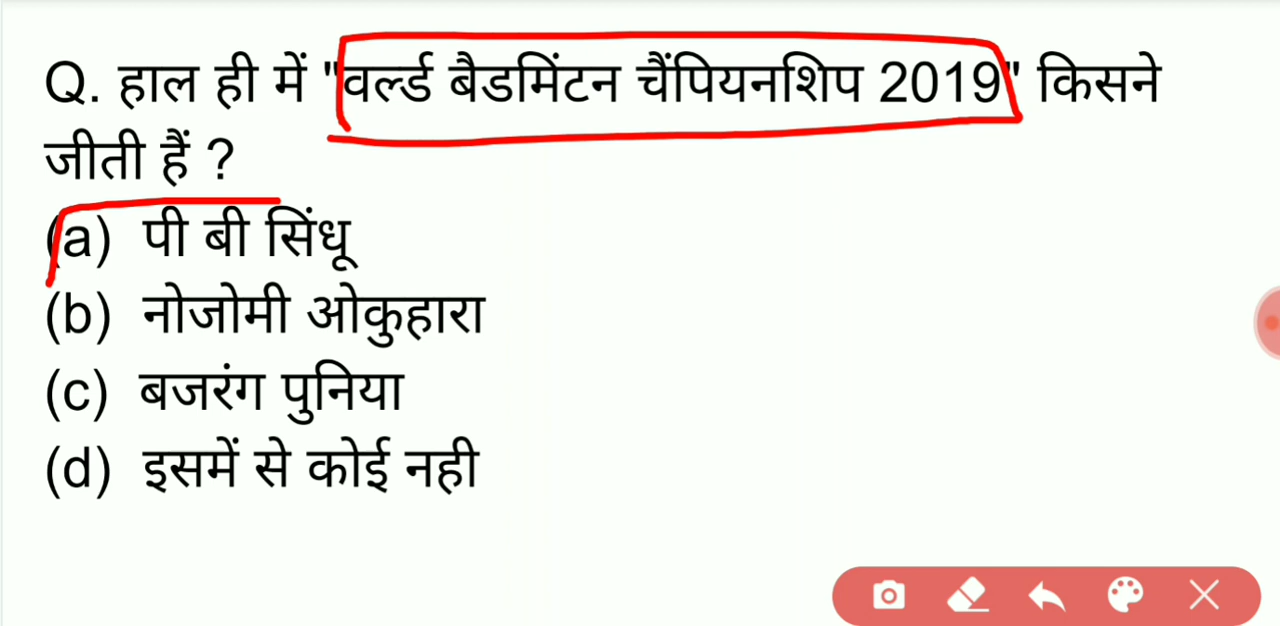 Q. हाल ही में "वर्ल्ड बैडमिंटन चैंपियनशिप 2019" किसने
जीती हैं ?
(a) पी बी सिंधू
(b) नोजोमी ओकुहारा
(c) बजरंग पुनिया
(d) इसमें से कोई नही